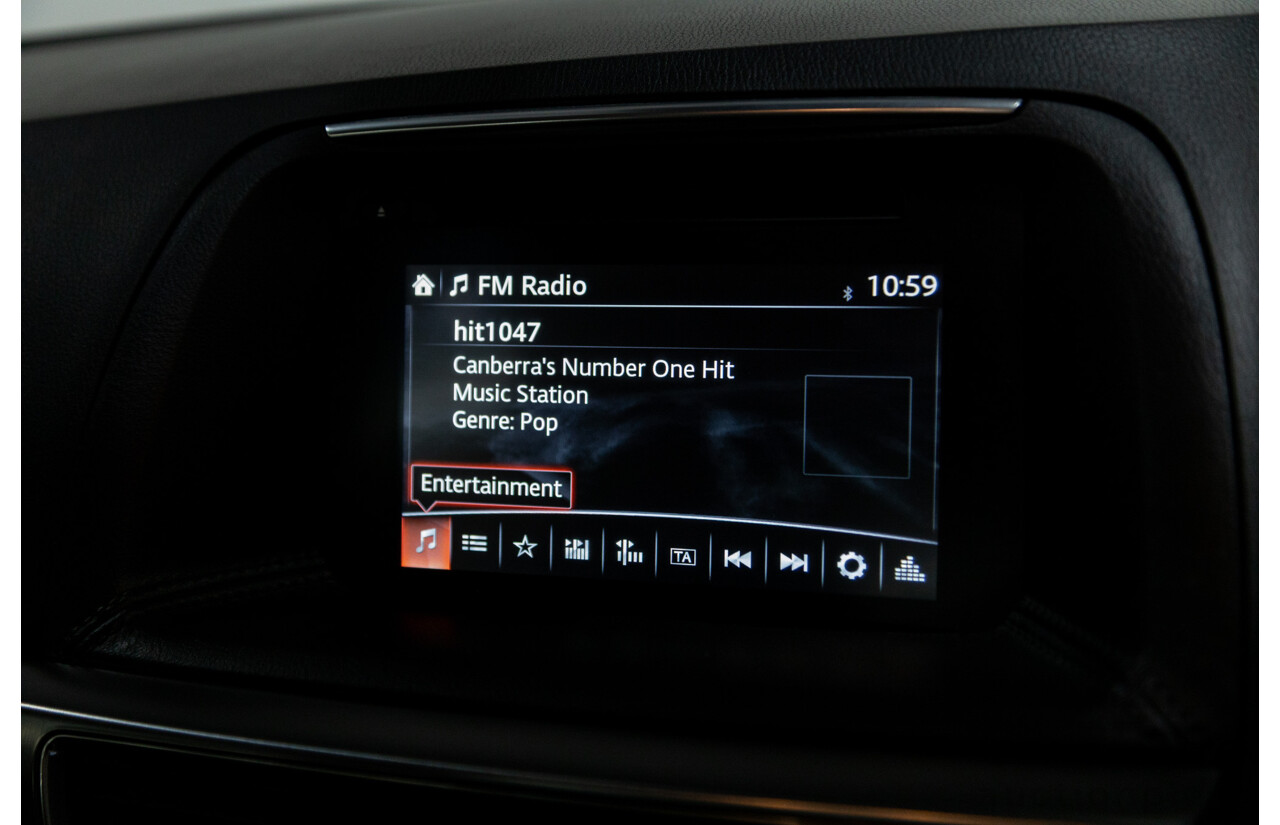 FM Radio
10:59
hit1047
Canberra's Number One Hit
Music Station
Genre: Pop
Entertainment
TA